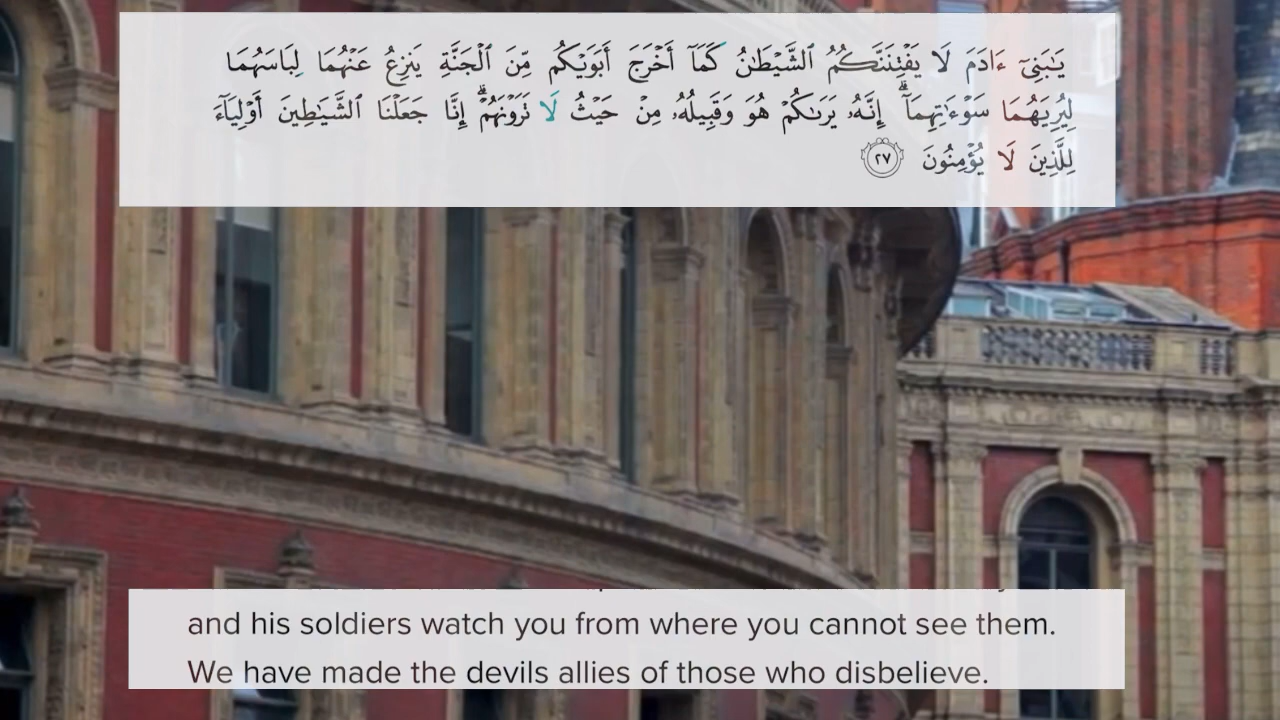 يَـٰبَنِىٓ ءَادَمَ لَا يَفْتِنَنَّكُمُ ٱلشَّيْطَـٰنُ كَمَآ أَخْرَجَ أَبَوَيْكُم مِّنَ ٱلْجَنَّةِ يَنزِعُ عَنْهُمَا لِبَاسَهُمَا
لِيُرِيَهُمَا سَوْءَٰتِهِمَآ ۗ إِنَّهُۥ يَرَىٰكُمْ هُوَ وَقَبِيلُهُۥ مِنْ حَيْثُ لَا تَرَوْنَهُمْ ۗ إِنَّا جَعَلْنَا ٱلشَّيَـٰطِينَ أَوْلِيَآءَ
لِلَّذِينَ لَا يُؤْمِنُونَ ٢٧
and his soldiers watch you from where you cannot see them.
We have made the devils allies of those who disbelieve.